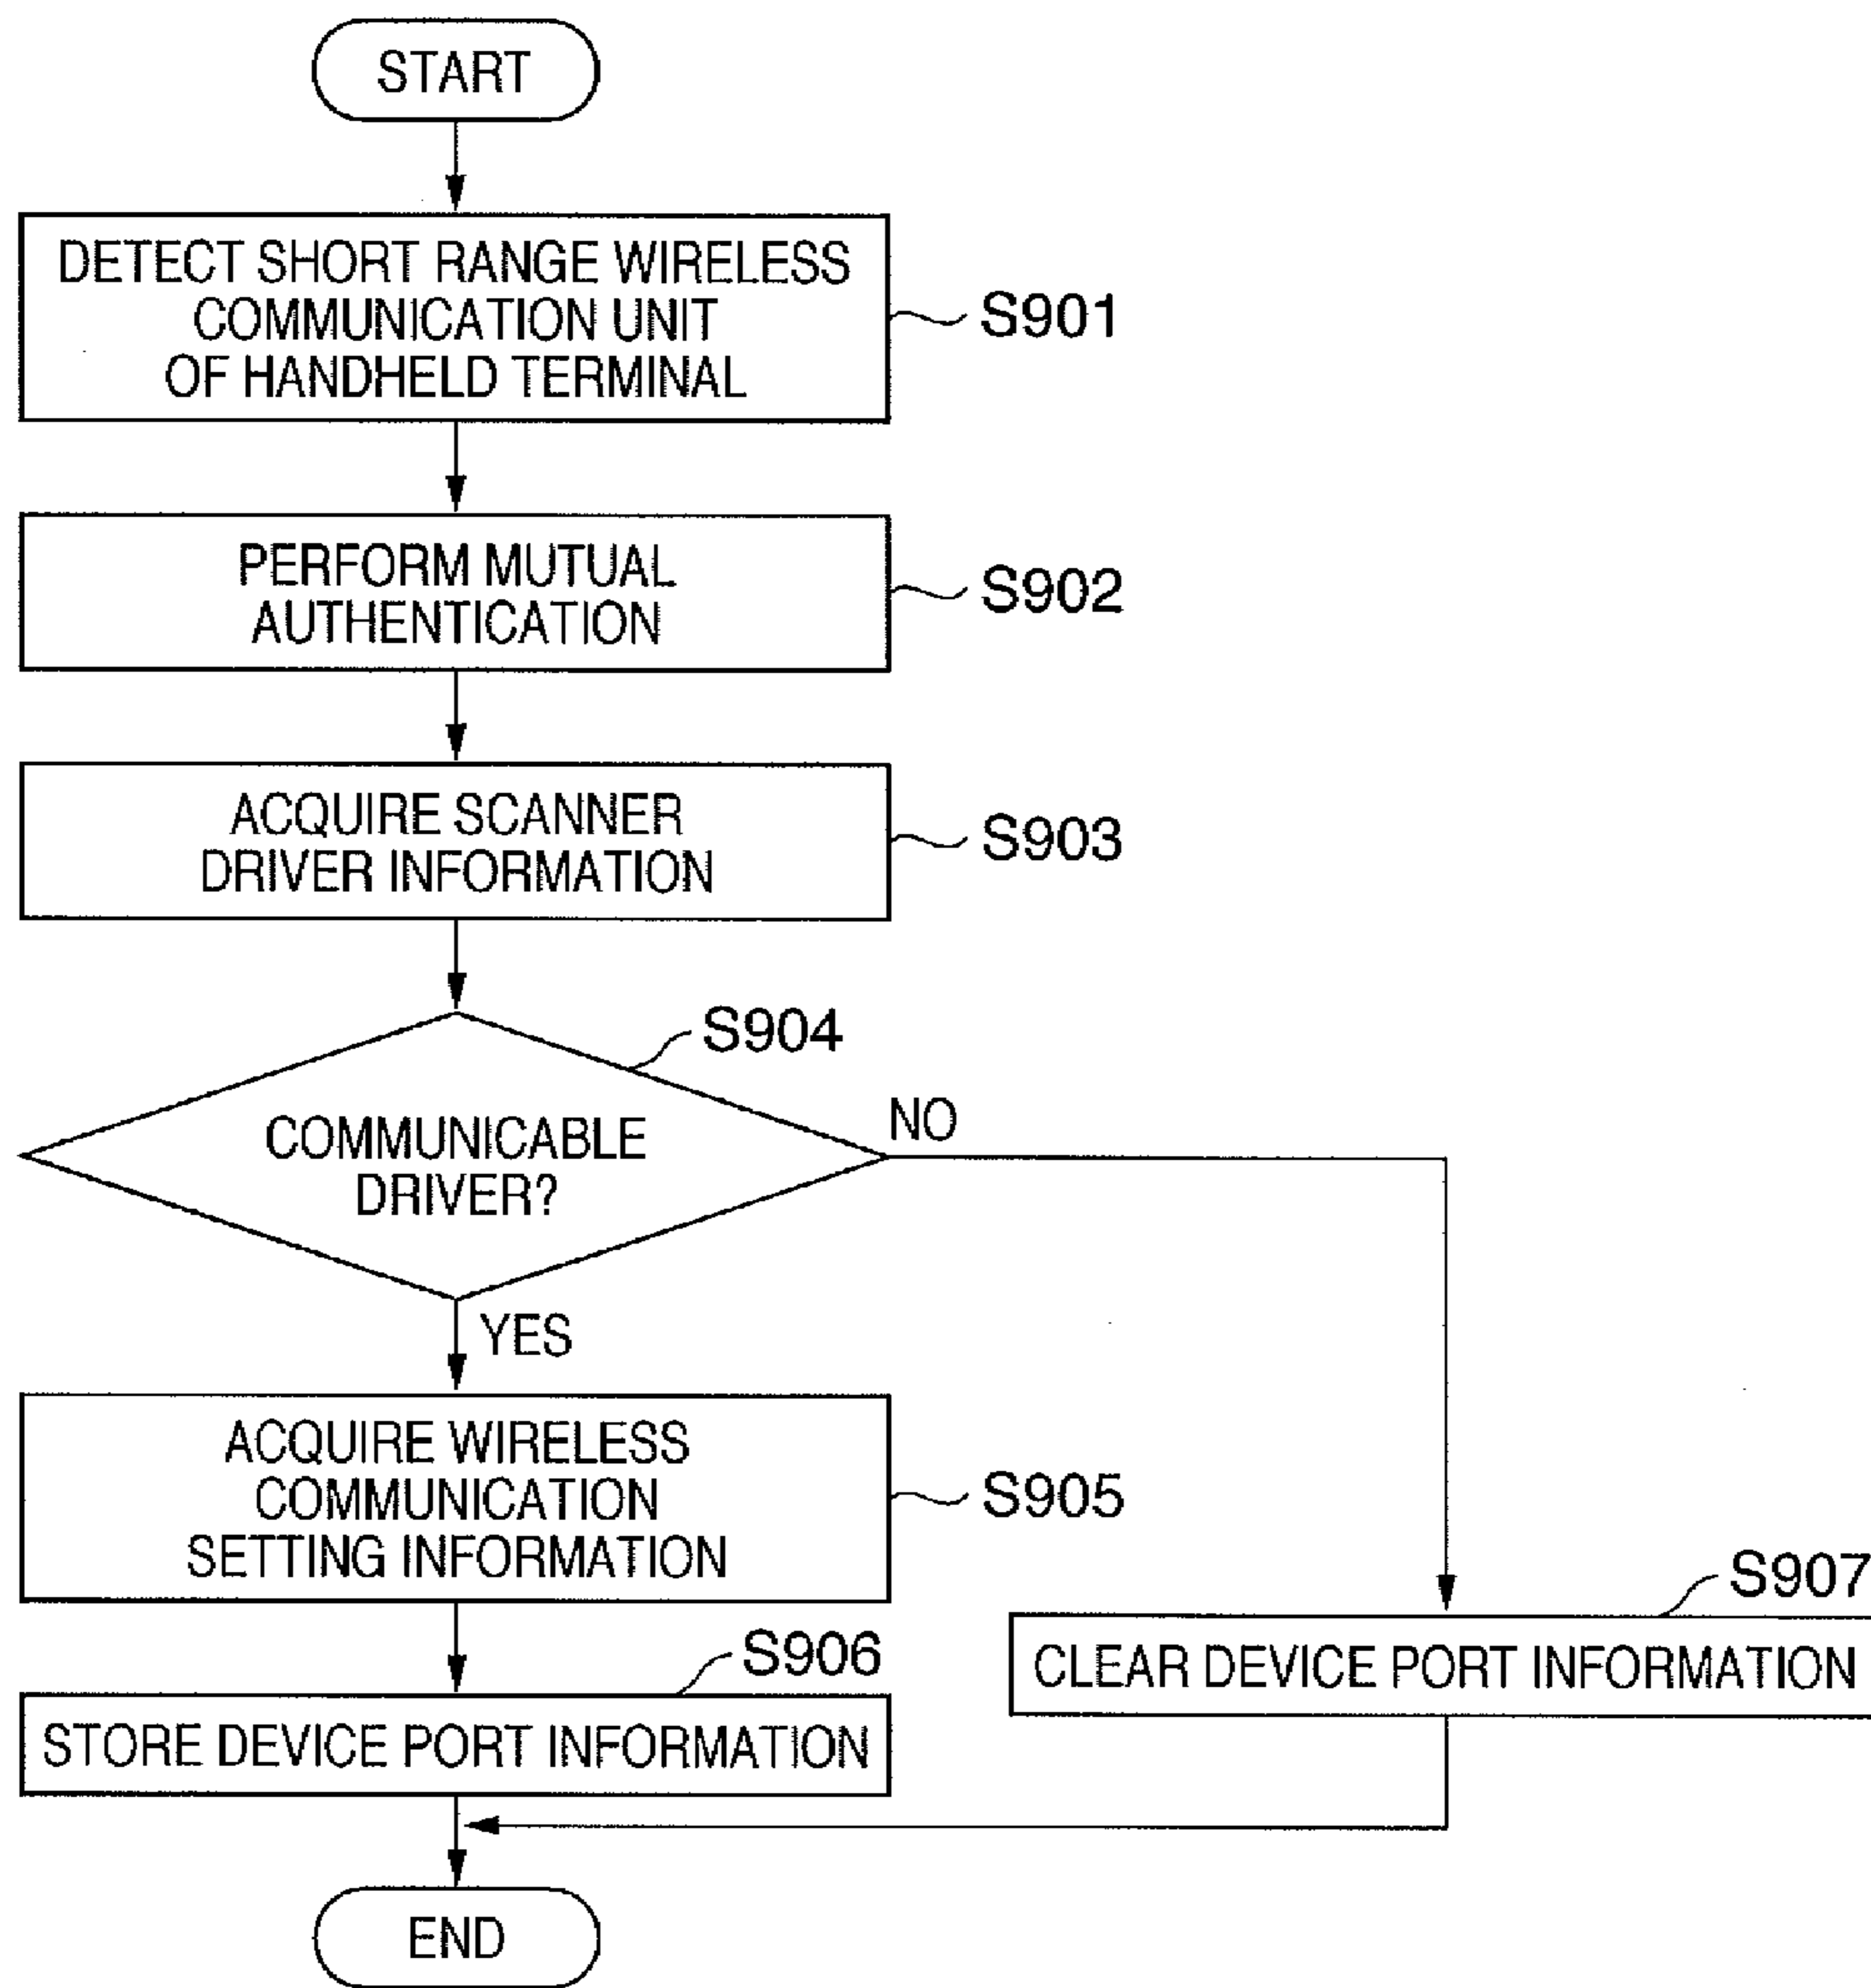 START
DETECT SHORT RANGE WIRELESS
COMMUNICATION UNIT
OF HANDHELD TERMINAL
S901
PERFORM MUTUAL
AUTHENTICATION
S902
ACQUIRE SCANNER
DRIVER INFORMATION
S903
S904
COMMUNICABLE
DRIVER?
NO
YES
ACQUIRE WIRELESS
COMMUNICATION
SETTING INFORMATION
S905
S907
CLEAR DEVICE PORT INFORMATION
S906
STORE DEVICE PORT INFORMATION
END